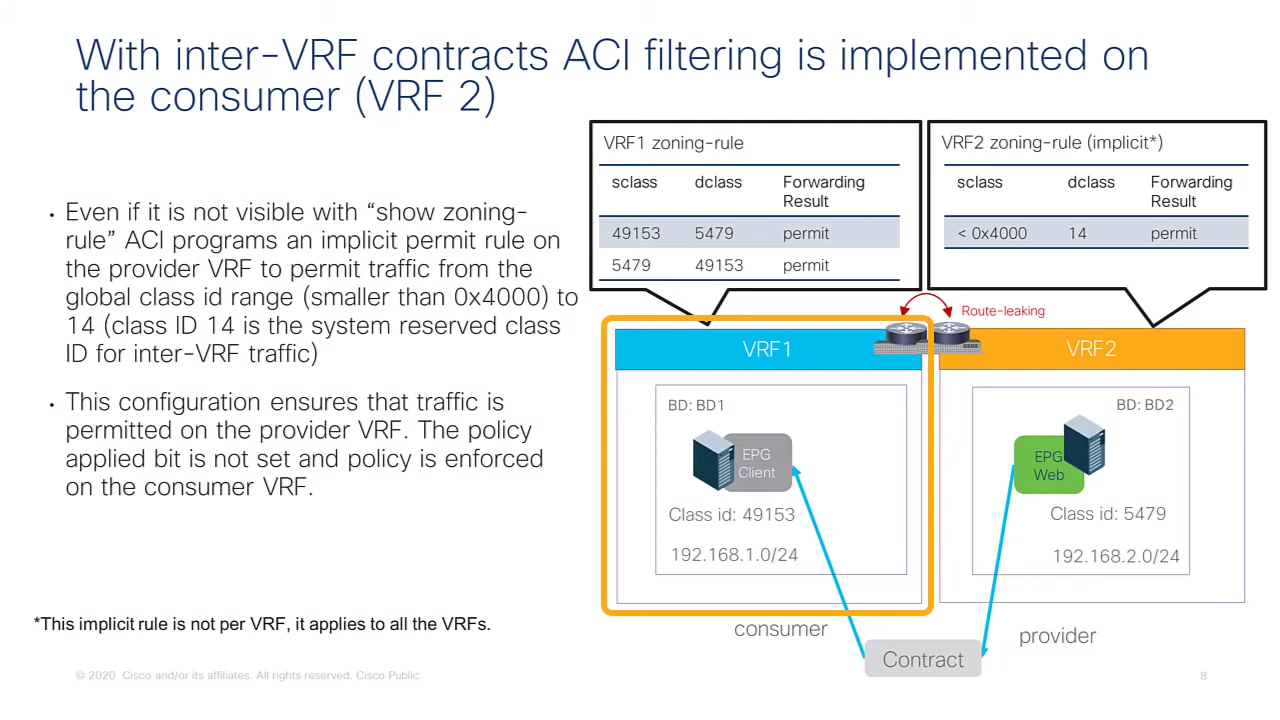 With inter-VRF contracts ACI filtering is implemented on
the consumer (VRF 2)
• Even if it is not visible with “show zoning-
rule” ACI programs an implicit permit rule on
the provider VRF to permit traffic from the
global class id range (smaller than 0x4000) to
14 (class ID 14 is the system reserved class
ID for inter-VRF traffic)
• This configuration ensures that traffic is
permitted on the provider VRF. The policy
applied bit is not set and policy is enforced
on the consumer VRF.
*This implicit rule is not per VRF, it applies to all the VRFs.
VRF1 zoning-rule
sclass dclass Forwarding
Result
49153 5479 permit
5479 49153 permit
VRF2 zoning-rule (implicit*)
sclass dclass Forwarding
Result
< 0x4000 14 permit
Route-leaking
VRF1
BD: BD1
EPG
Client
Class id: 49153
192.168.1.0/24
VRF2
BD: BD2
EPG
Web
Class id: 5479
192.168.2.0/24
consumer
provider
Contract
© 2020 Cisco and/or its affiliates. All rights reserved. Cisco Public
8